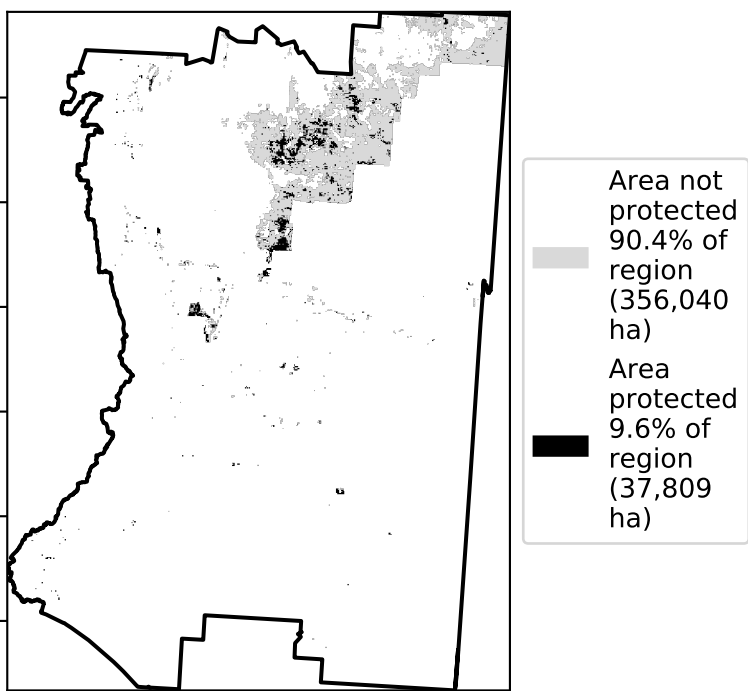 Area not
protected
90.4% of
region
(356,040
ha)
Area
protected
9.6% of
region
(37,809
ha)